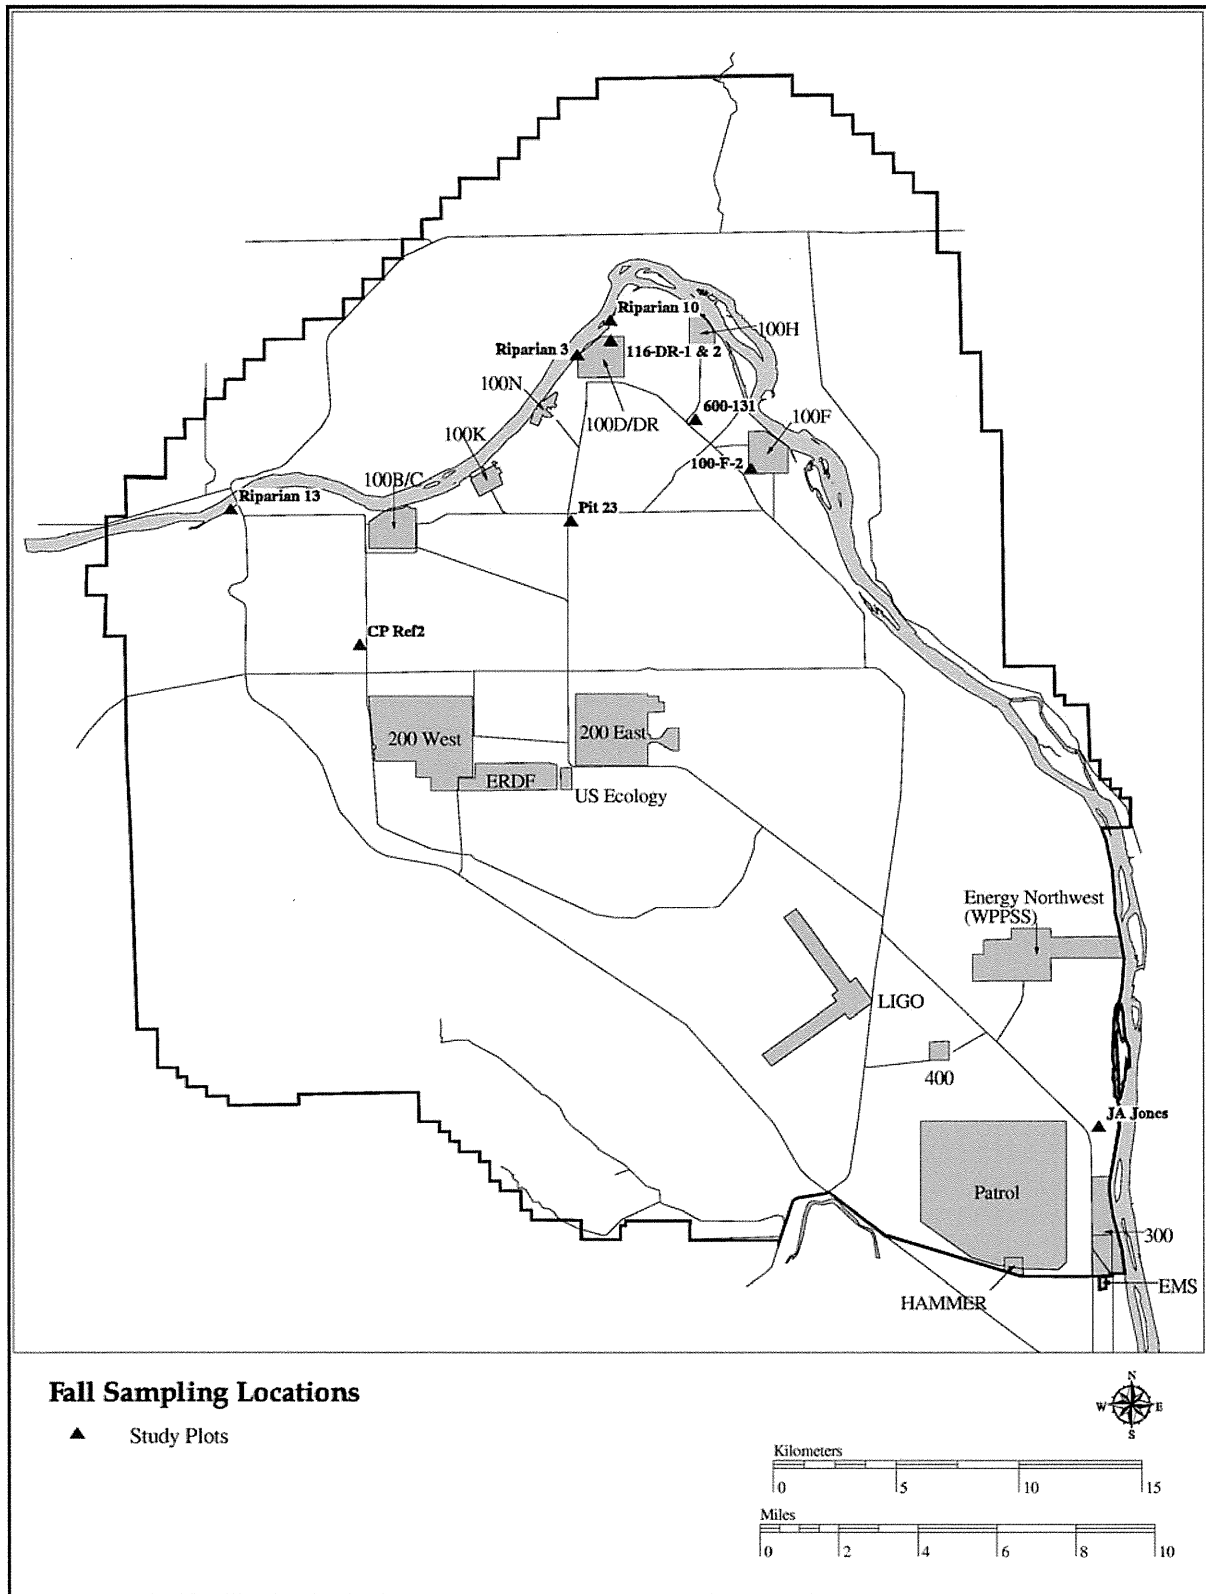 Riparian 10
100H
Riparian 3
116-DR-1 & 2
100N
600-131
100D/DR
100F
100K
100-F-2
100B/C
Riparian 13
Pit 23
CP Ref2
200 West
200 East
ERDF
US Ecology
Energy Northwest
(WPPSS)
LIGO
400
JA Jones
Patrol
300
EMS
HAMMER
Fall Sampling Locations
Study Plots
N
W E
S
Kilometers
0 5 10 15
Miles
0 2 4 6 8 10